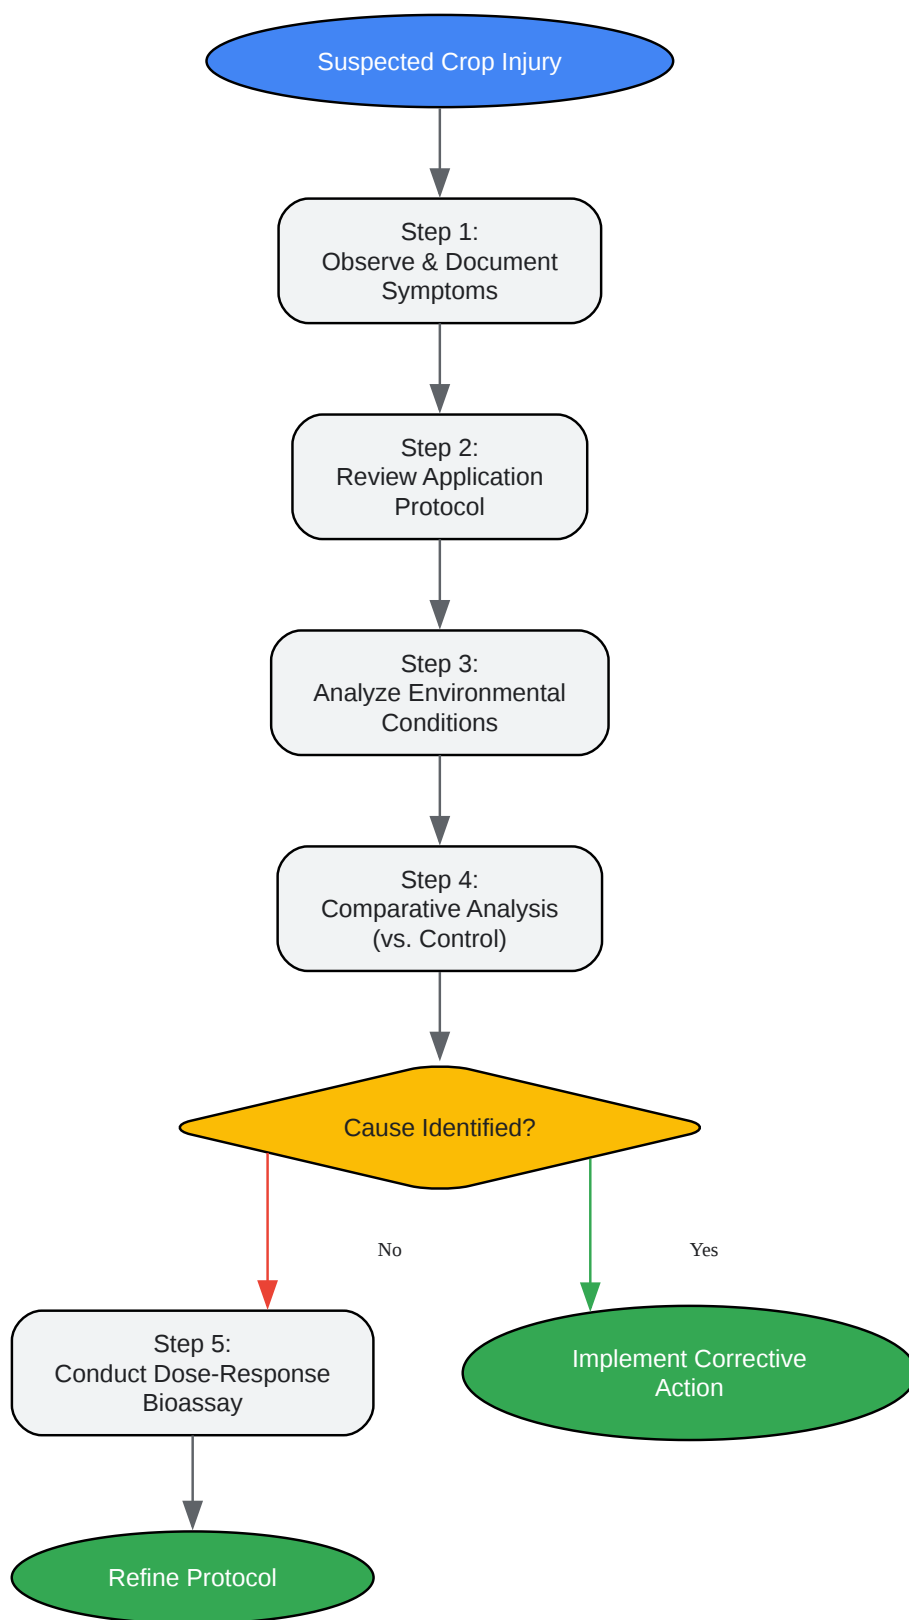 Suspected Crop Injury
Step 1:
Observe & Document
Symptoms
Step 2:
Review Application
Protocol
Step 3:
Analyze Environmental
Conditions
Step 4:
Comparative Analysis
(vs. Control)
Cause Identified?
No
Yes
Step 5:
Conduct Dose-Response
Bioassay
Implement Corrective
Action
Refine Protocol